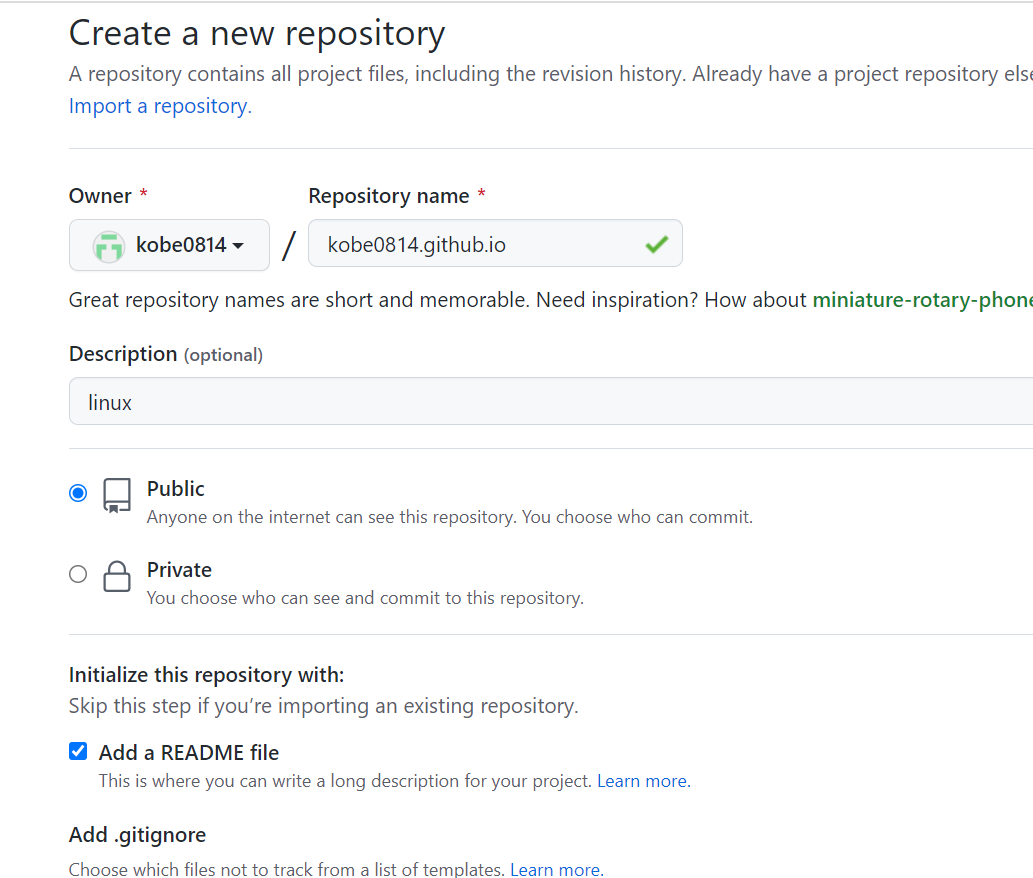 Create a new repository
A repository contains all project files, including the revision history. Already have a project repository
Import a repository.
Owner * Repository name *
kobe0814 / kobe0814.github.io
Great repository names are short and memorable. Need inspiration? How about miniature-rotary-phone
Description (optional)
linux
Public
Anyone on the internet can see this repository. You choose who can commit.
Private
You choose who can see and commit to this repository.
Initialize this repository with:
Skip this step if you’re importing an existing repository.
Add a README file
This is where you can write a long description for your project. Learn more.
Add .gitignore
Choose which files not to track from a list of templates. Learn more.